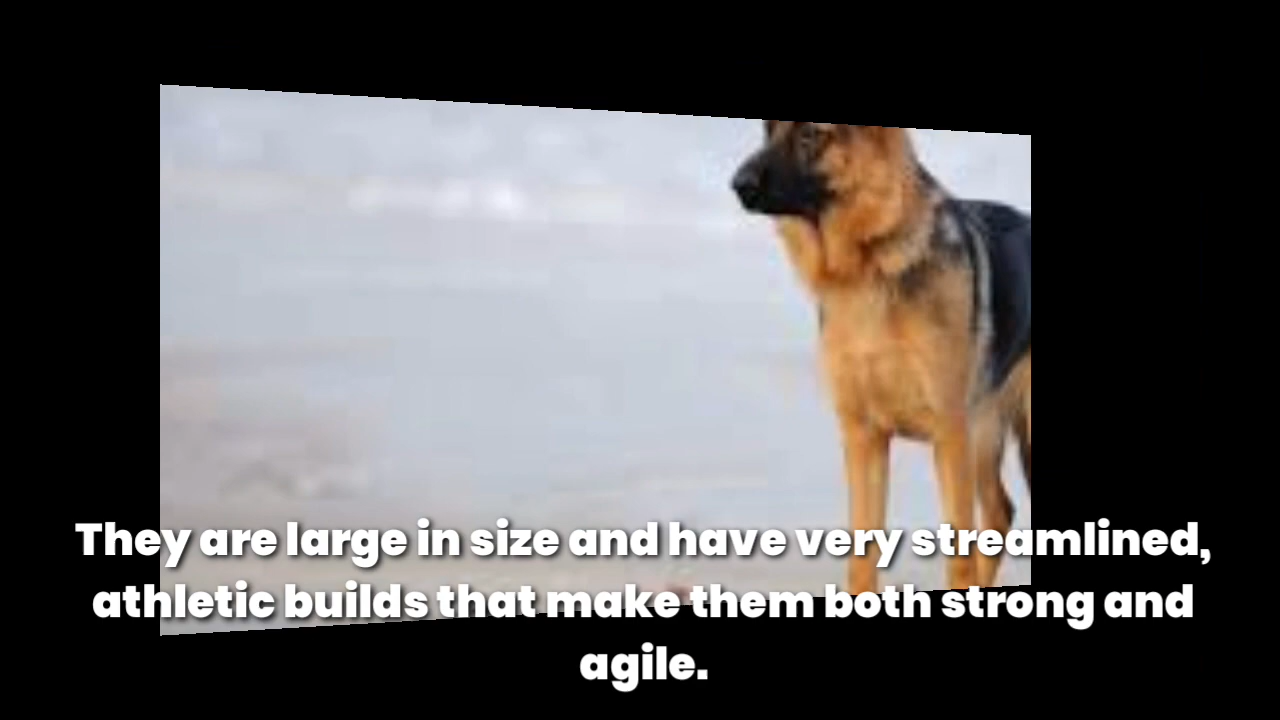 They are large in size and have very streamlined,
athletic builds that make them both strong and
agile.